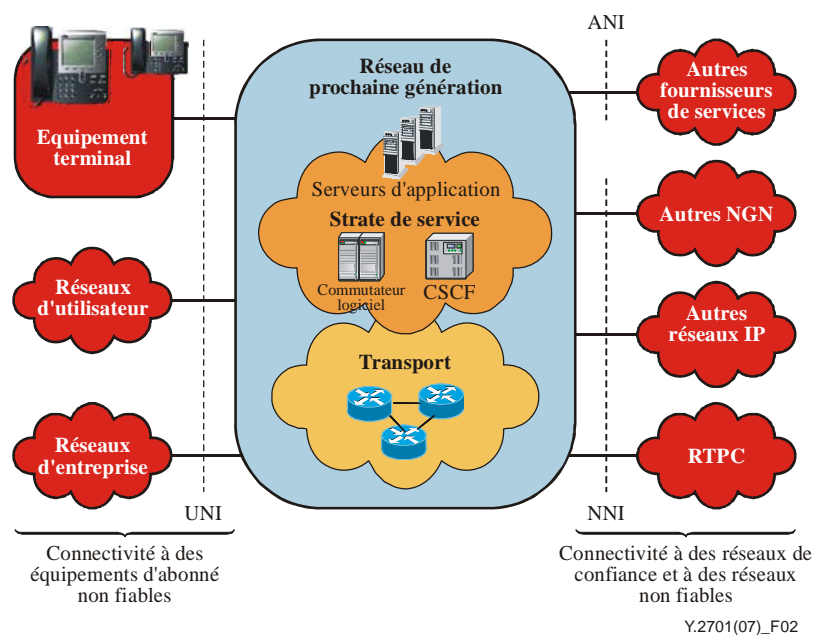 ANI
Réseau de
prochaine génération
Autres
fournisseurs
de services
Equipement
terminal
Serveurs d'application
Strate de service
Autres NGN
Commutateur
logiciel
CSCF
Réseaux
d'utilisateur
Autres
réseaux IP
Transport
Réseaux
d'entreprise
RTPC
UNI
NNI
Connectivité à des
équipements d'abonné
non fiables
Connectivité à des réseaux de
confiance et à des réseaux
non fiables
Y.2701(07)_F02